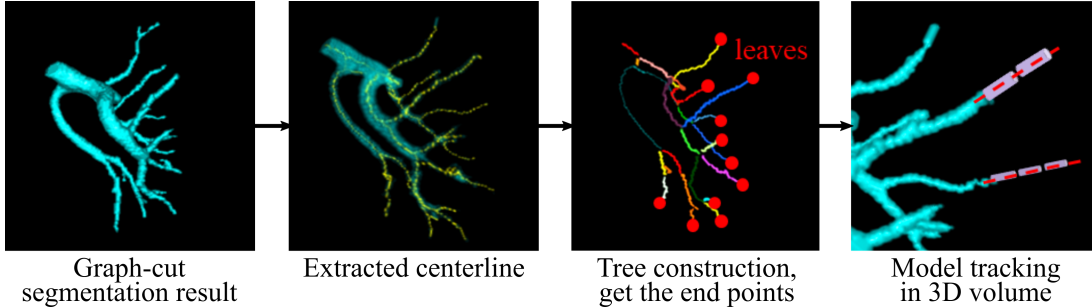 leaves
Graph-cut
segmentation result
Extracted centerline
Tree construction,
get the end points
Model tracking
in 3D volume